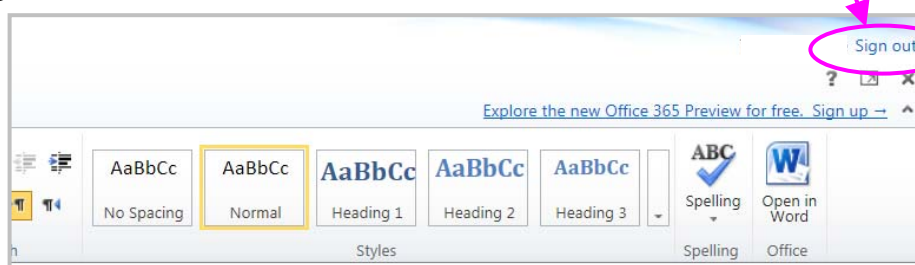 Sign out
?
Explore the new Office 365 Preview for free. Sign up →
AaBbCc AaBbCc AaBbCc AaBbCc AaBbCc ABC W
No Spacing Normal Heading 1 Heading 2 Heading 3 Spelling Open in
Word
h Styles Spelling Office